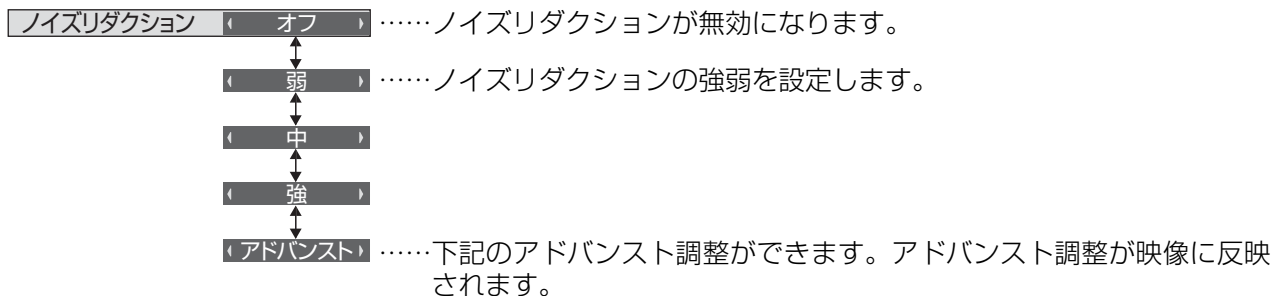 ノイズリダクション オフ ……ノイズリダクションが無効になります。
弱 ……ノイズリダクションの強弱を設定します。
中
強
アドバンスト ……下記のアドバンスト調整ができます。アドバンスト調整が映像に反映
されます。